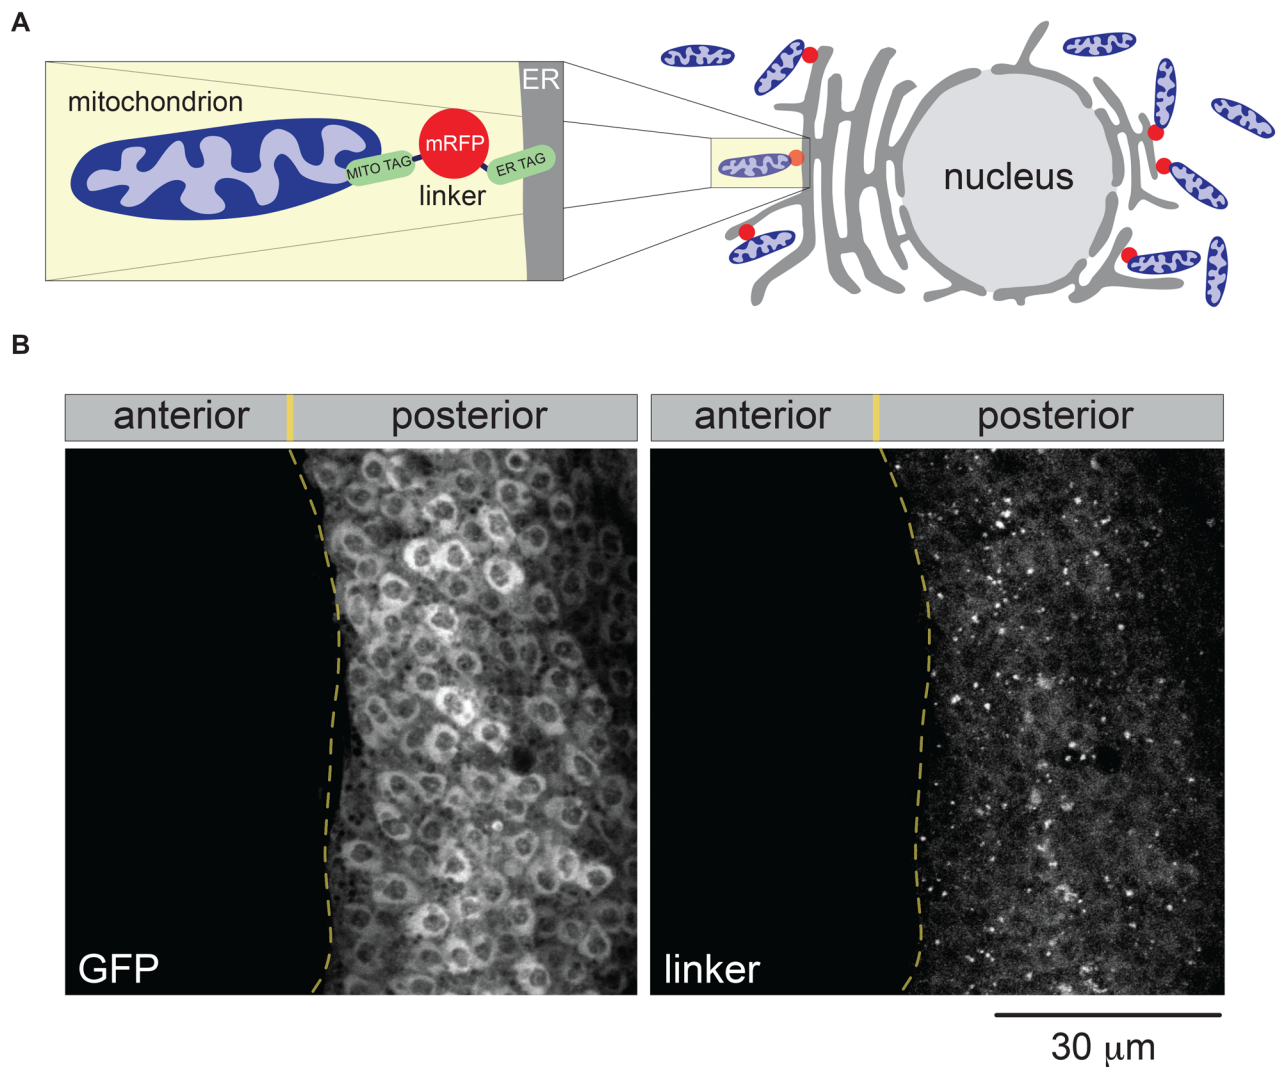 A
ER
mitochondrion
mRFP
MITO TAG
ER TAG
linker
nucleus
B
anterior posterior anterior posterior
GFP linker
30 μm